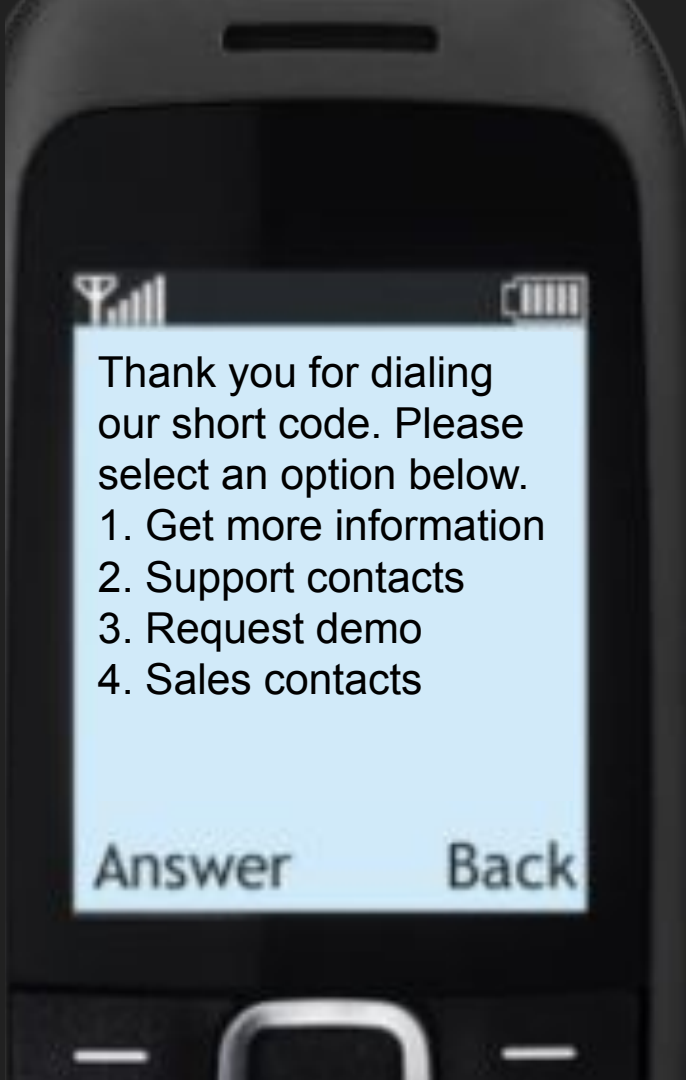 Thank you for dialing
our short code. Please
select an option below.
1. Get more information
2. Support contacts
3. Request demo
4. Sales contacts
Answer Back